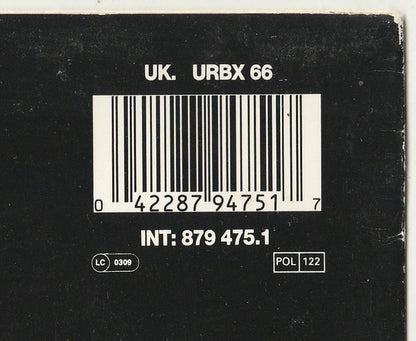 UK. URBX 66
0 42287 94751 7
INT: 879 475.1
LC 0309 POL 122